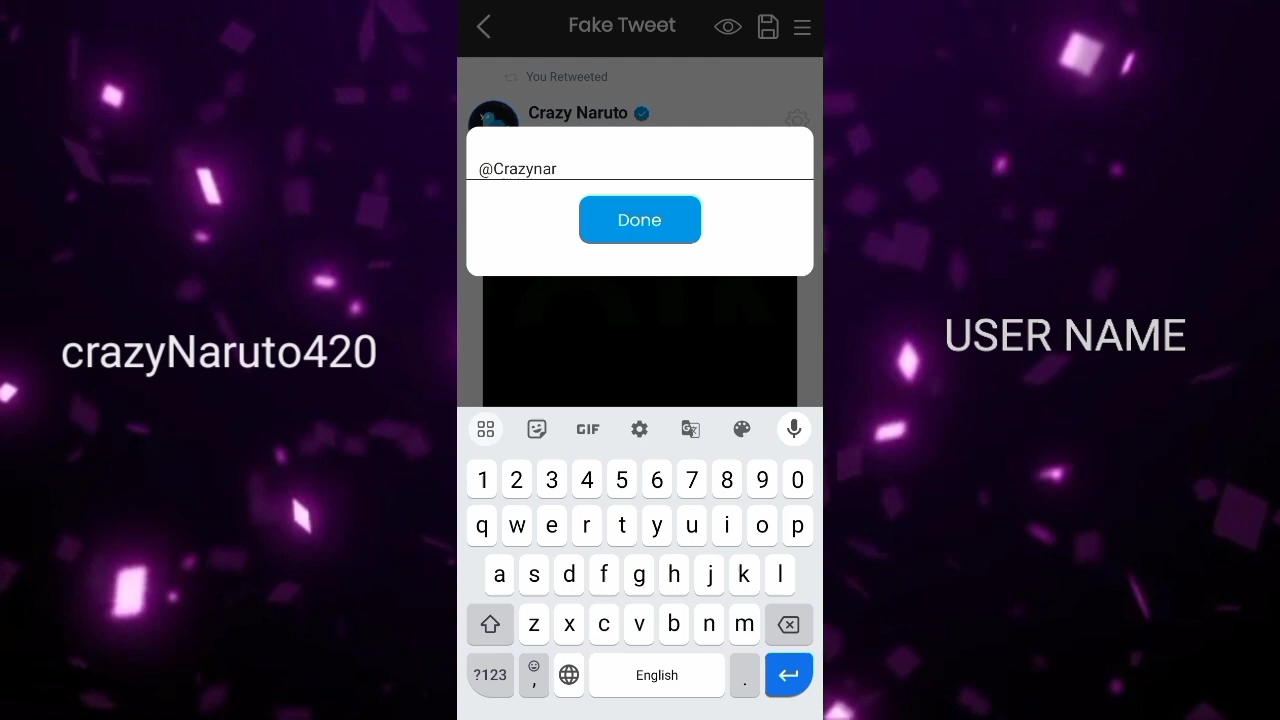 Fake Tweet
You Retweeted
Crazy Naruto
@Crazynar
Done
crazyNaruto420
USER NAME
GIF
1 2 3 4 5 6 7 8 9 0
q w e r t y u i o p
a s d f g h j k l
z x c v b n m
?123 , English .